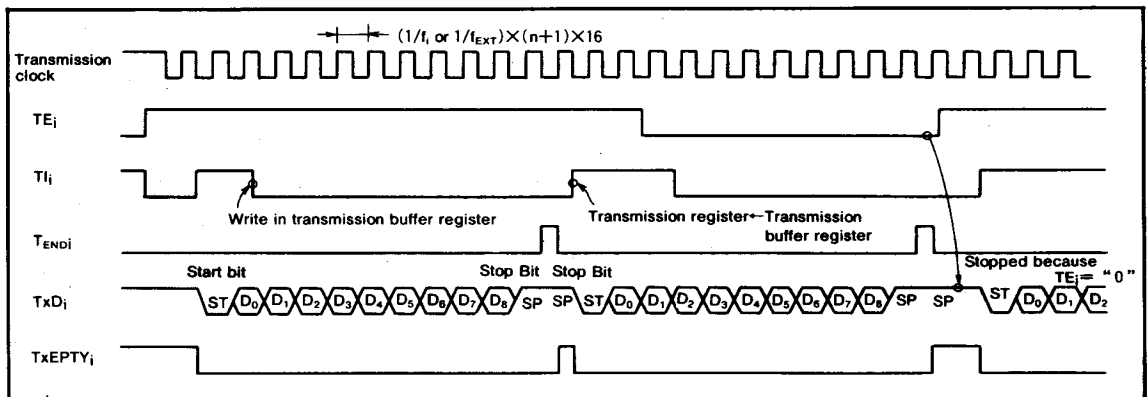 (1/fi or 1/fEXT)×(n+1)×16
Transmission
clock
TEi
TIi
Write in transmission buffer register
Transmission register←Transmission
buffer register
TENDi
Start bit
Stop Bit
Stop Bit
Stopped because
TEi= "0"
TxDi
ST D0 D1 D2 D3 D4 D5 D6 D7 D8 SP SP ST D0 D1 D2 D3 D4 D5 D6 D7 D8 SP SP ST D0 D1 D2
TxEPTYi